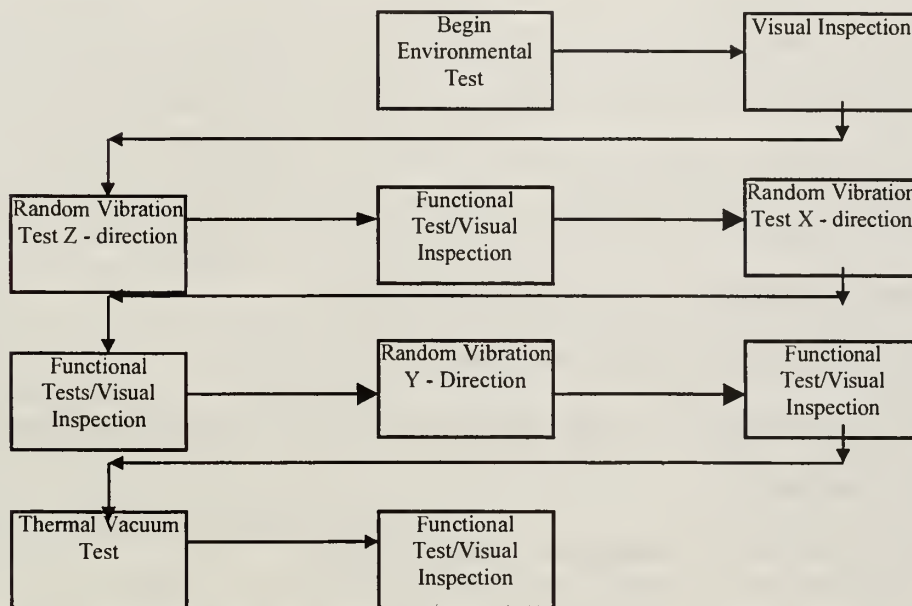 Begin
Environmental
Test
Visual Inspection
Random Vibration
Test Z - direction
Functional
Test/Visual
Inspection
Random Vibration
Test X - direction
Functional
Tests/Visual
Inspection
Random Vibration
Y - Direction
Functional
Test/Visual
Inspection
Thermal Vacuum
Test
Functional
Test/Visual
Inspection